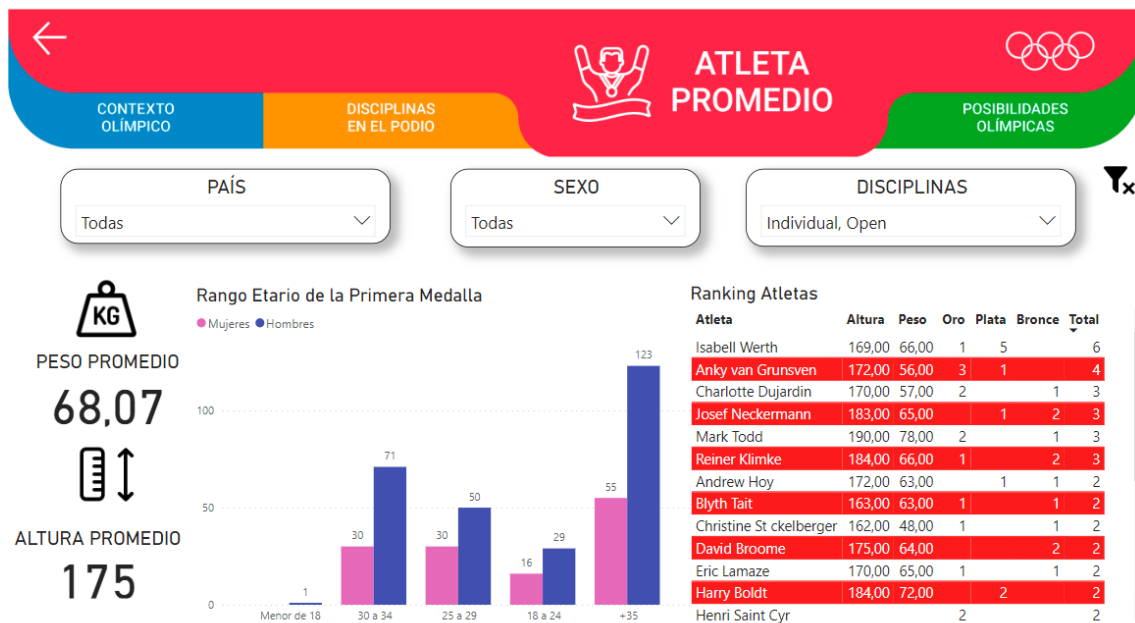 CONTEXTO
OLÍMPICO
DISCIPLINAS
EN EL PODIO
ATLETA
PROMEDIO
POSIBILIDADES
OLÍMPICAS
PAÍS
Todas
SEXO
Todas
DISCIPLINAS
Individual, Open
KG
PESO PROMEDIO
68,07
ALTURA PROMEDIO
175
Rango Etario de la Primera Medalla
Mujeres Hombres
100
50
0
1
30
71
30
50
16
29
55
123
Menor de 18
30 a 34
25 a 29
18 a 24
+35
Ranking Atletas
Atleta Altura Peso Oro Plata Bronce Total
Isabell Werth 169,00 66,00 1 5 6
Anky van Grunsven 172,00 56,00 3 1 4
Charlotte Dujardin 170,00 57,00 2 1 3
Josef Neckermann 183,00 65,00 1 2 3
Mark Todd 190,00 78,00 2 1 3
Reiner Klimke 184,00 66,00 1 2 3
Andrew Hoy 172,00 63,00 1 1 2
Blyth Tait 163,00 63,00 1 1 2
Christine St ckelberger 162,00 48,00 1 1 2
David Broome 175,00 64,00 2 2
Eric Lamaze 170,00 65,00 1 1 2
Harry Boldt 184,00 72,00 2 2
Henri Saint Cyr 2 2